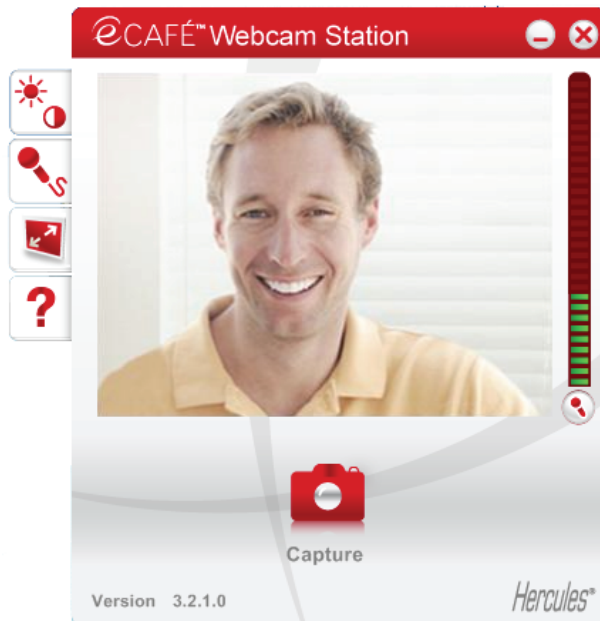 eCAFÉ™ Webcam Station
?
Capture
Version 3.2.1.0
Hercules®